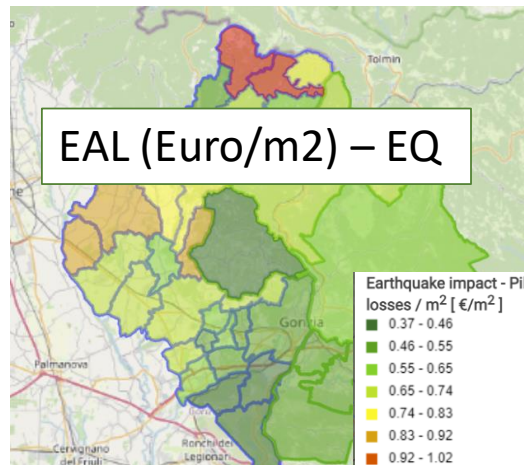 Tolmin
EAL (Euro/m2) – EQ
Earthquake impact - Pil
losses / m² [ €/m² ]
0.37 - 0.46
0.46 - 0.55
0.55 - 0.65
0.65 - 0.74
0.74 - 0.83
0.83 - 0.92
0.92 - 1.02
Gorizia
Palmanova
Cervignano
del Friuli
Ronchi dei
Legionari